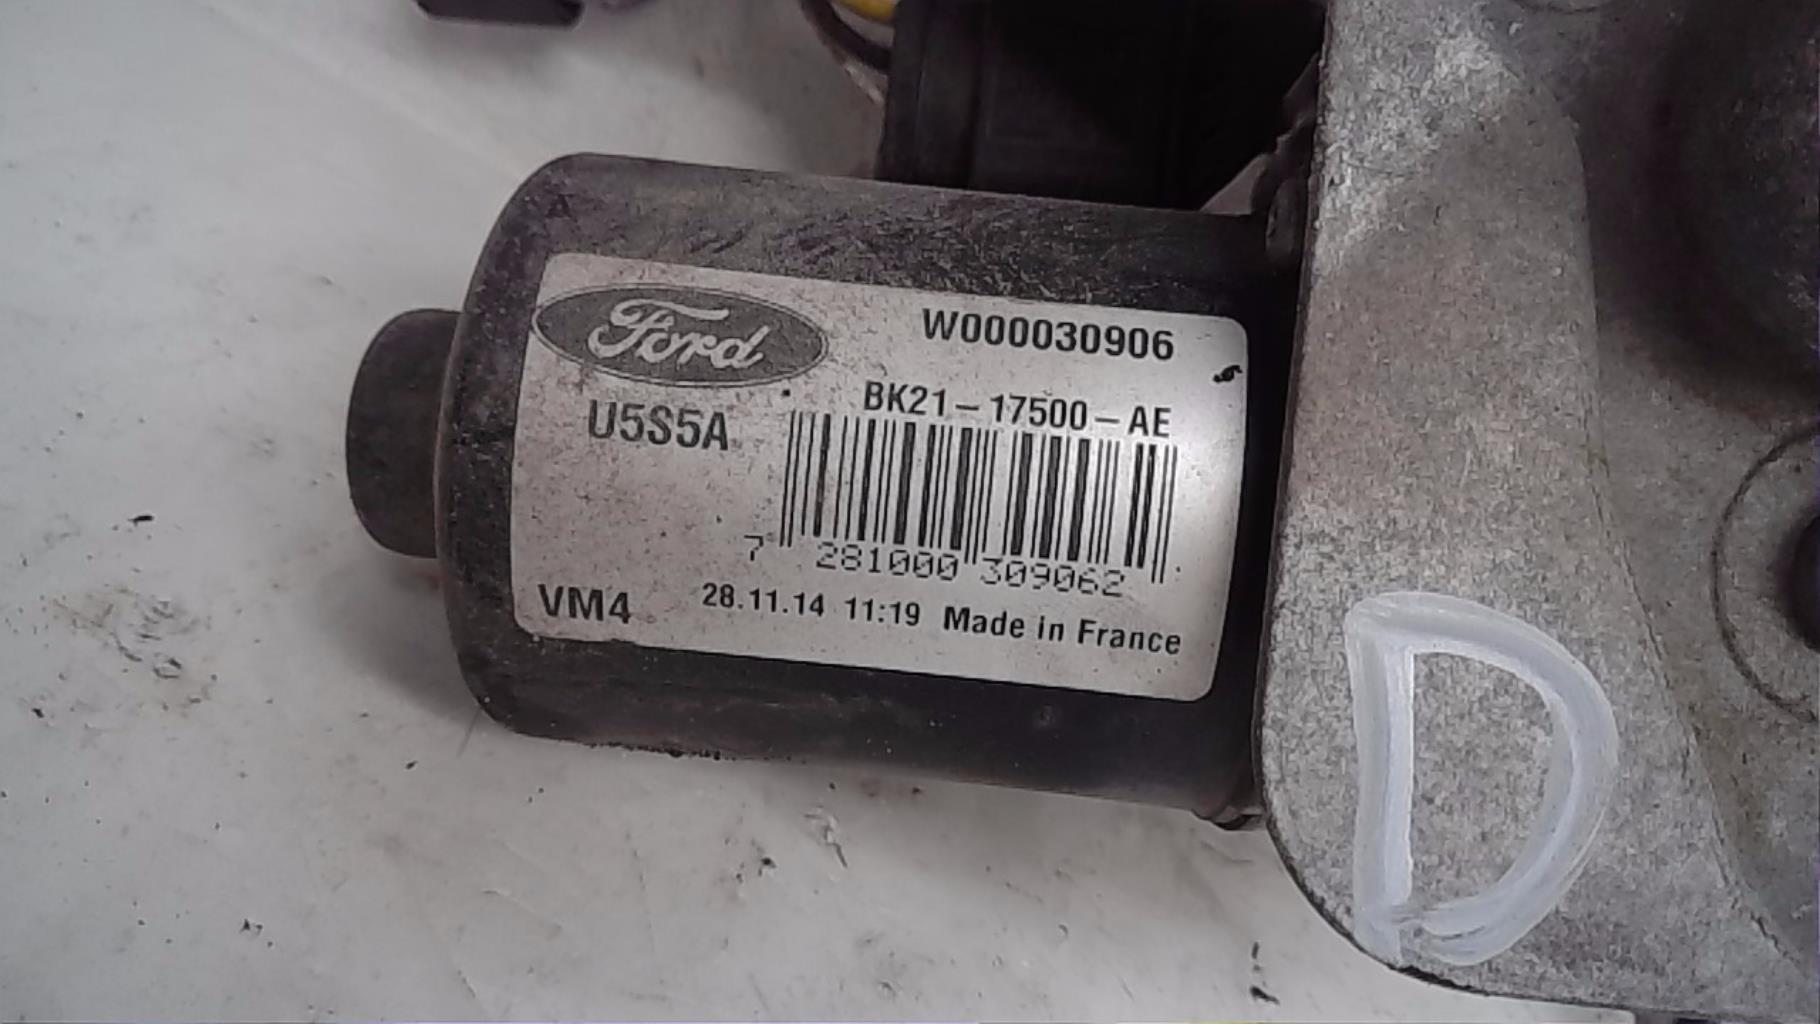 Ford
W000030906
BK21-17500-AE
U5S5A
7 281000 309062
VM4 28.11.14 11:19 Made in France
D